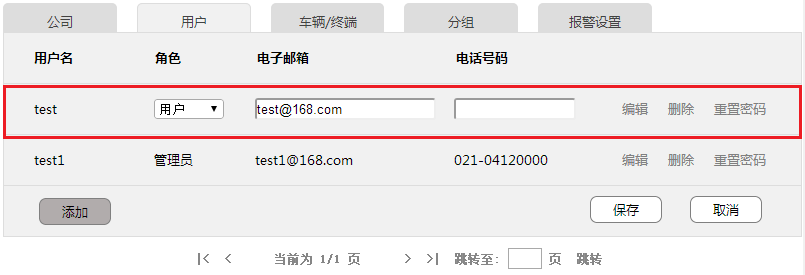 公司 用户 车辆/终端 分组 报警设置
用户名 角色 电子邮箱 电话号码
test 用户 test@168.com 编辑 删除 重置密码
test1 管理员 test1@168.com 021-04120000 编辑 删除 重置密码
添加 保存 取消
当前为 1/1 页 跳转至: 页 跳转